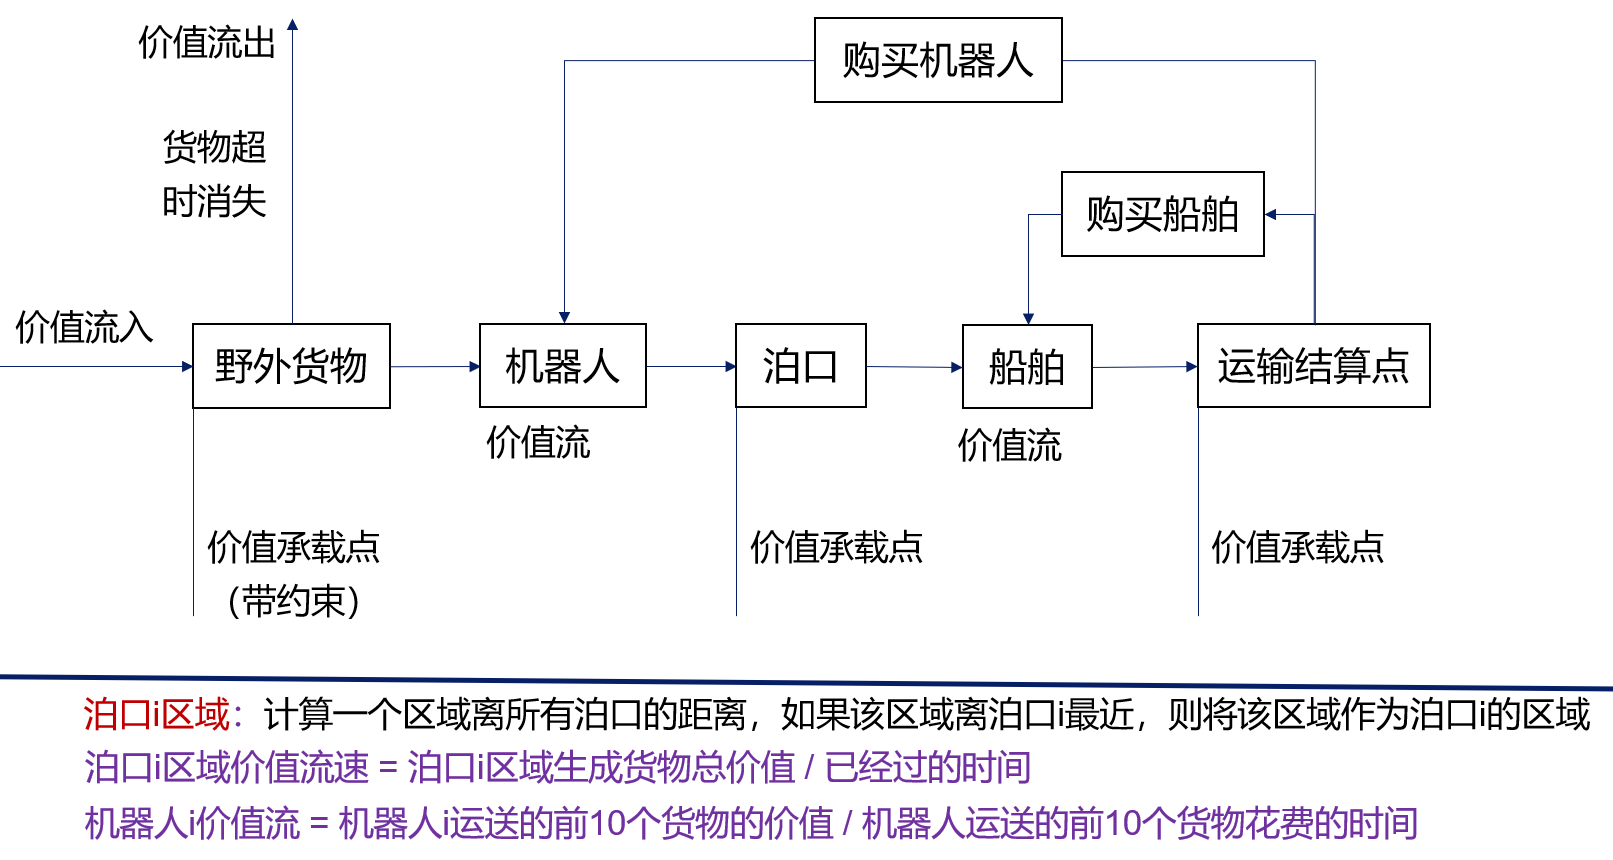 价值流出
购买机器人
货物超
时消失
购买船舶
价值流入
野外货物
机器人
泊口
船舶
运输结算点
价值流
价值流
价值承载点
（带约束）
价值承载点
价值承载点
泊口i区域：计算一个区域离所有泊口的距离，如果该区域离泊口i最近，则将该区域作为泊口i的区域
泊口i区域价值流速 = 泊口i区域生成货物总价值 / 已经过的时间
机器人i价值流 = 机器人i运送的前10个货物的价值 / 机器人运送的前10个货物花费的时间